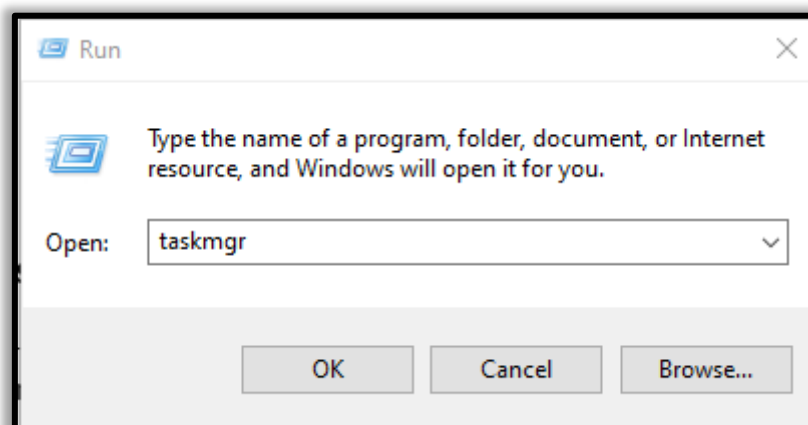 Run
Type the name of a program, folder, document, or Internet
resource, and Windows will open it for you.
Open: taskmgr
OK Cancel Browse...